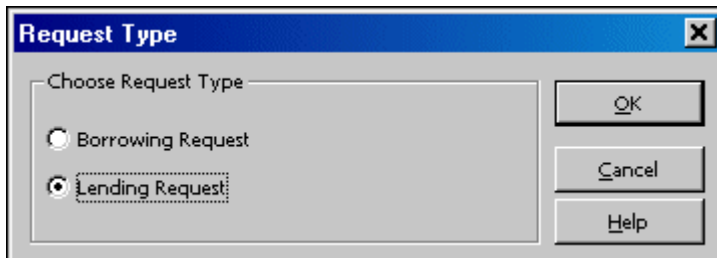 Request Type
Choose Request Type
Borrowing Request
Lending Request
OK
Cancel
Help